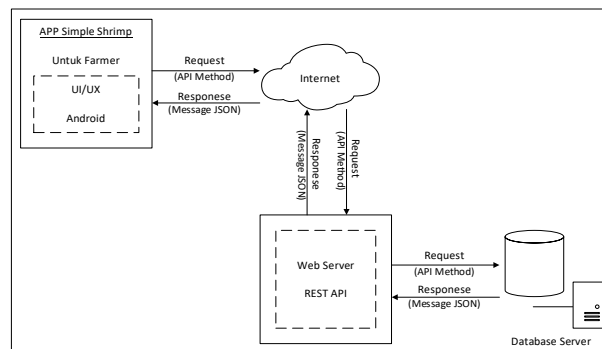 APP Simple Shrimp
Untuk Farmer
UI/UX
Android
Request
(API Method)
Responese
(Message JSON)
Internet
Responese
(Message JSON)
Request
(API Method)
Web Server
REST API
Request
(API Method)
Responese
(Message JSON)
Database Server